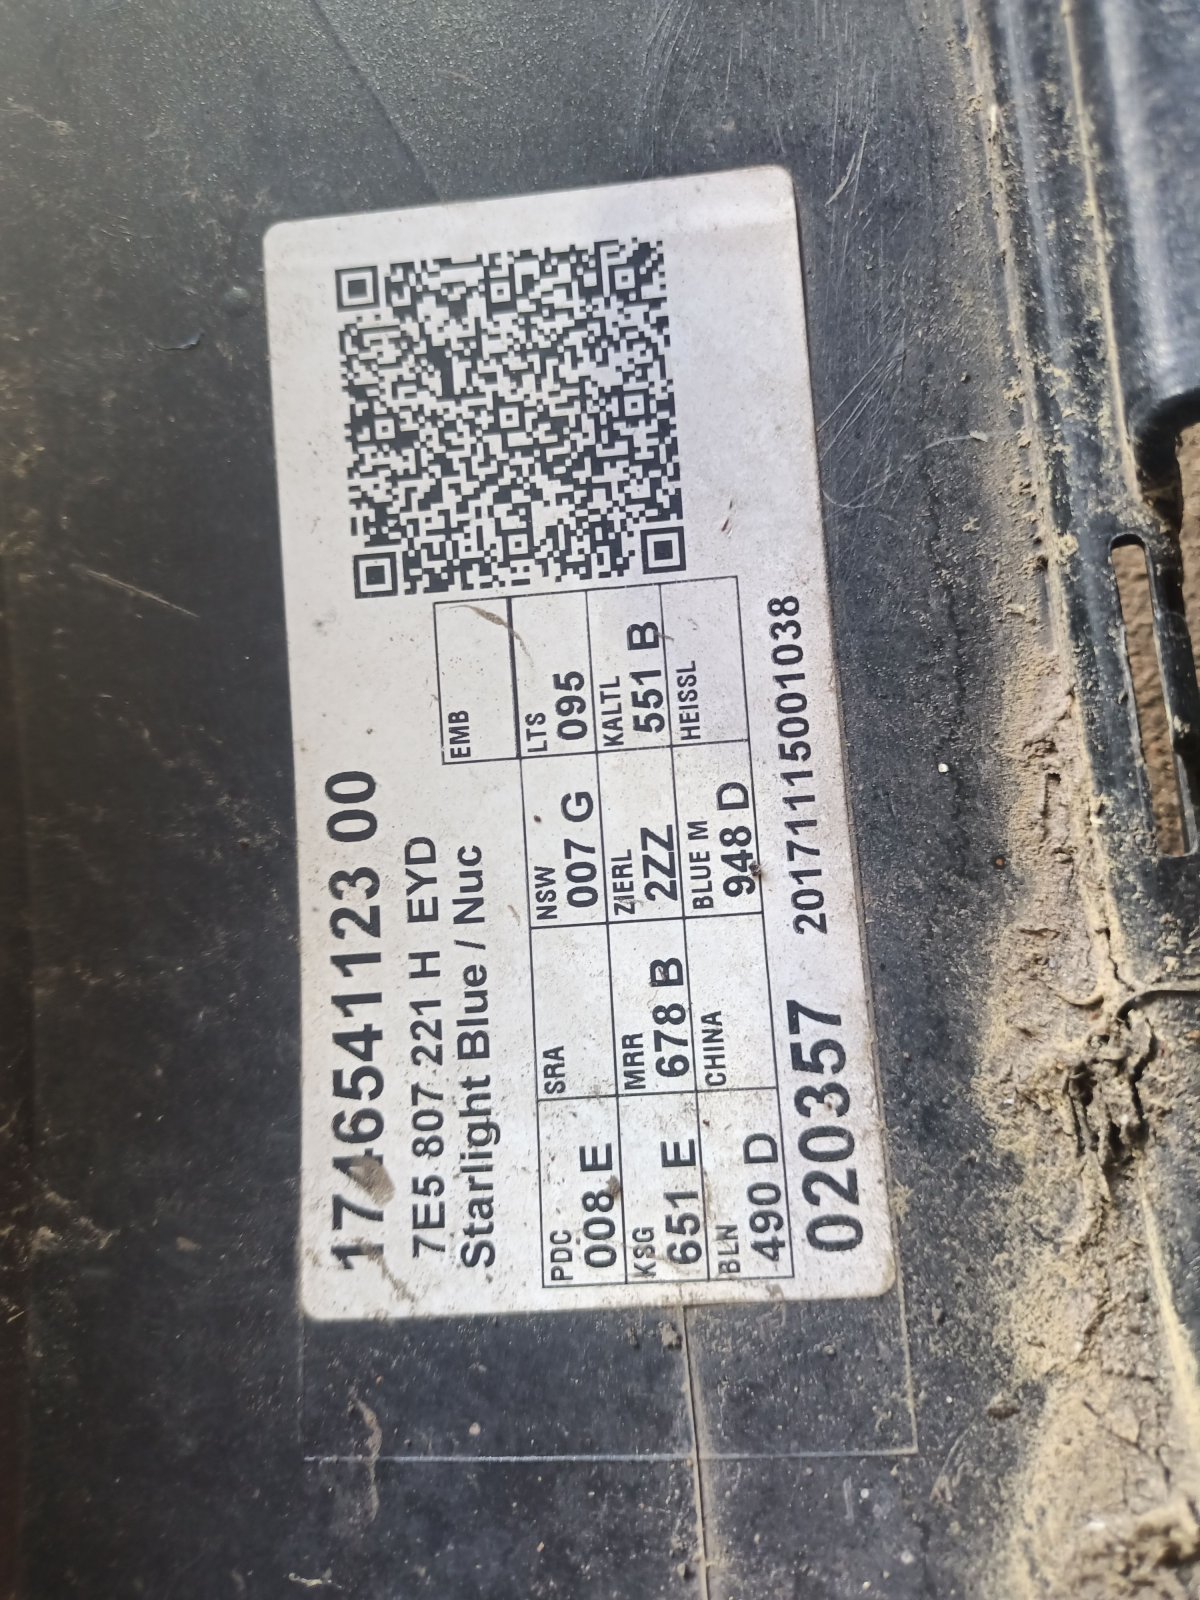 1746541123 00
7E5 807 221 H EYD
Starlight Blue / Nuc
EMB
PDC SRA NSW LTS
008 E 007 G 095
KSG MRR ZIERL KALTL
651 E 678 B 2ZZ 551 B
BLN CHINA BLUE M HEISSL
490 D 948 D
020357 20171115001038